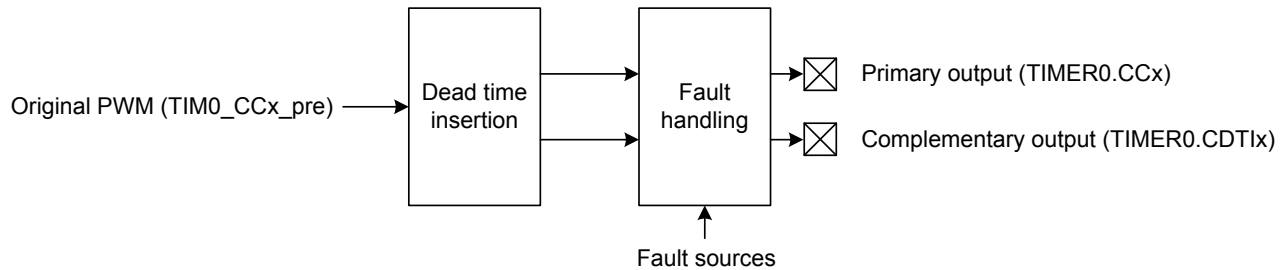 Original PWM (TIM0_CCx_pre)
Dead time
insertion
Fault
handling
Primary output (TIMER0.CCx)
Complementary output (TIMER0.CDTIx)
Fault sources